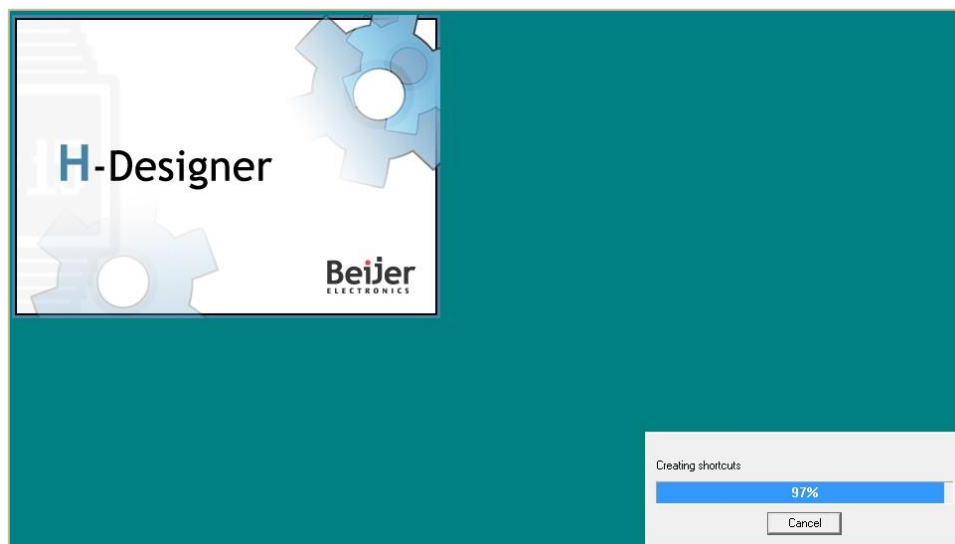 H-Designer
Beijer
ELECTRONICS
Creating shortcuts
97%
Cancel